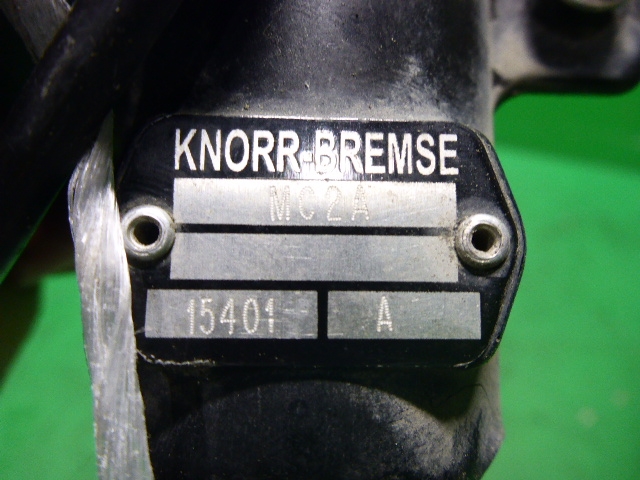 KNORR-BREMSE
MC2A
15401 A